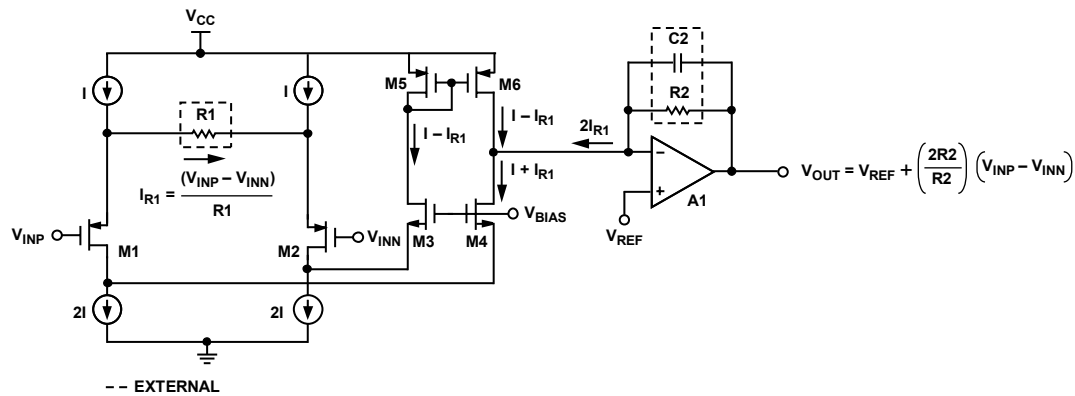 VCC
M5
M6
C2
R2
I
I
R1
I – IR1
I – IR1
2IR1
I + IR1
IR1 = (VINP – VINN) / R1
VINP
M1
M2
VINN
M3
M4
VBIAS
–
+
A1
VREF
VOUT = VREF + (2R2 / R2) (VINP – VINN)
2I
2I
-- EXTERNAL